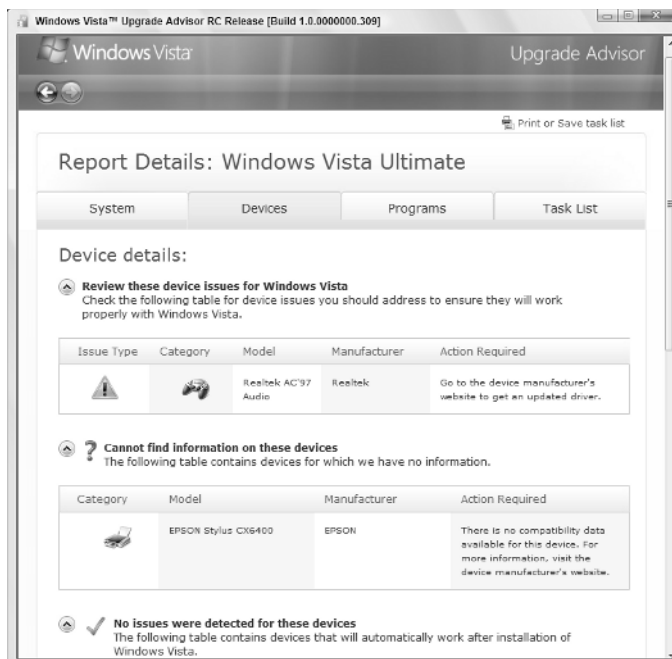 Windows Vista™ Upgrade Advisor RC Release [Build 1.0.0000000.309]
Windows Vista™
Upgrade Advisor
Print or Save task list
Report Details: Windows Vista Ultimate
System Devices Programs Task List
Device details:
Review these device issues for Windows Vista
Check the following table for device issues you should address to ensure they will work
properly with Windows Vista.
Issue Type Category Model Manufacturer Action Required
Realtek AC'97 Realtek Go to the device manufacturer's
Audio website to get an updated driver.
? Cannot find information on these devices
The following table contains devices for which we have no information.
Category Model Manufacturer Action Required
EPSON Stylus CX6400 EPSON There is no compatibility data
available for this device. For
more information, visit the
device manufacturer's website.
No issues were detected for these devices
The following table contains devices that will automatically work after installation of
Windows Vista.